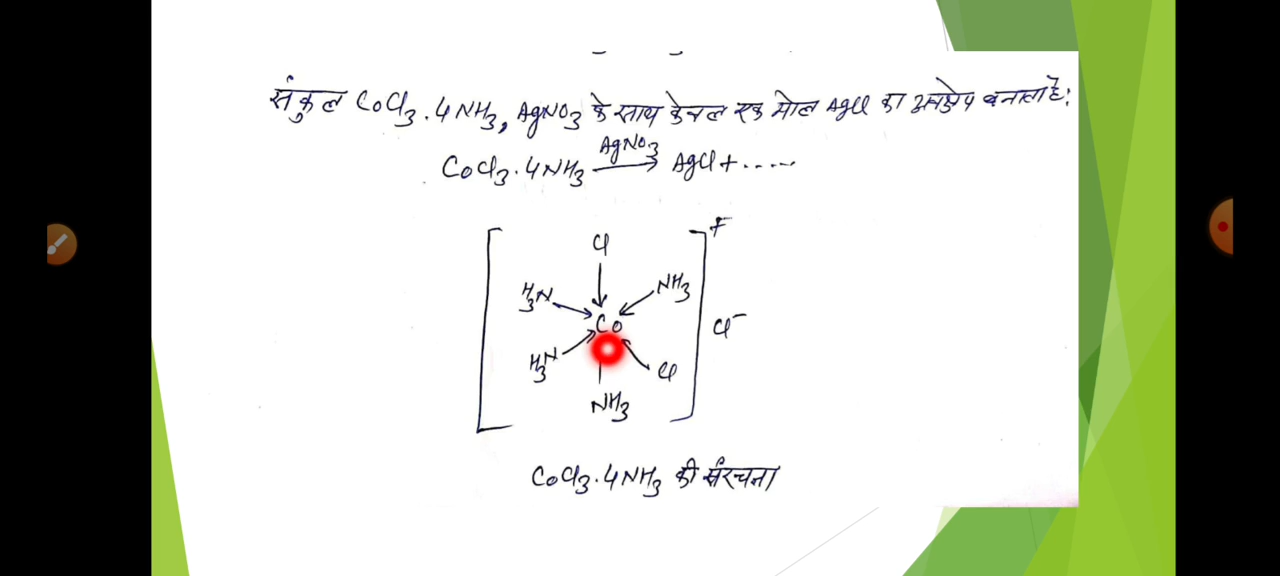 संकुल CoCl3.4NH3, AgNO3 के साथ केवल एक मोल AgCl का अवक्षेप बनाता है:
CoCl3.4NH3 AgNO3 → AgCl + .....
Cl
H3N NH3
Co
H3N Cl
NH3
+
Cl-
CoCl3.4NH3 की संरचना